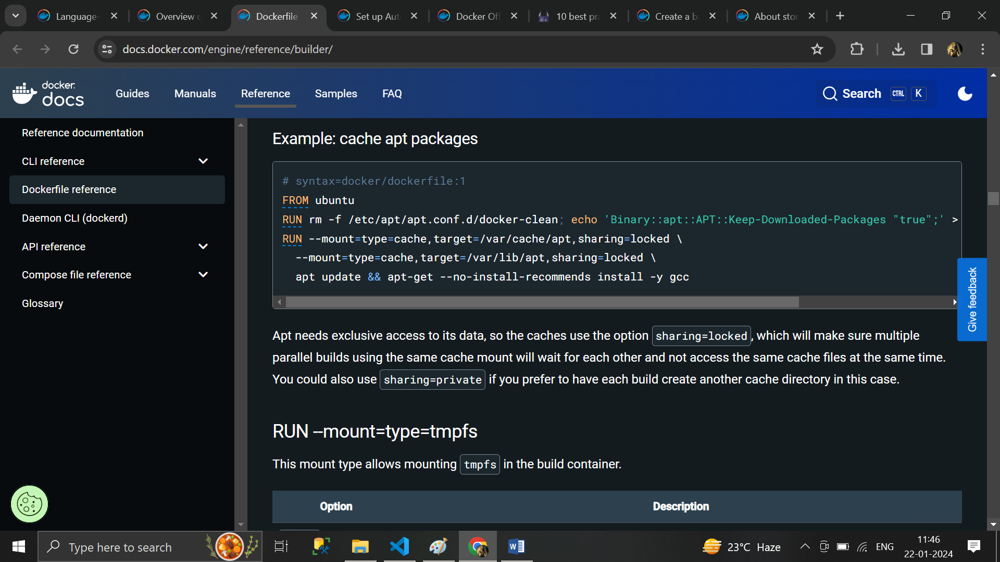 Language-
Overview c
Dockerfile
Set up Aut
Docker Off
10 best pra
Create a ba
About stor
docs.docker.com/engine/reference/builder/
docker
docs
Guides
Manuals
Reference
Samples
FAQ
Search
CTRL
K
Reference documentation
CLI reference
Dockerfile reference
Daemon CLI (dockerd)
API reference
Compose file reference
Glossary
Example: cache apt packages
# syntax=docker/dockerfile:1
FROM ubuntu
RUN rm -f /etc/apt/apt.conf.d/docker-clean; echo 'Binary::apt::APT::Keep-Downloaded-Packages "true";' >
RUN --mount=type=cache,target=/var/cache/apt,sharing=locked \
--mount=type=cache,target=/var/lib/apt,sharing=locked \
apt update && apt-get --no-install-recommends install -y gcc
Apt needs exclusive access to its data, so the caches use the option sharing=locked, which will make sure multiple
parallel builds using the same cache mount will wait for each other and not access the same cache files at the same time.
You could also use sharing=private if you prefer to have each build create another cache directory in this case.
RUN --mount=type=tmpfs
This mount type allows mounting tmpfs in the build container.
Option
Description
Give feedback
Type here to search
23°C Haze
ENG
11:46
22-01-2024